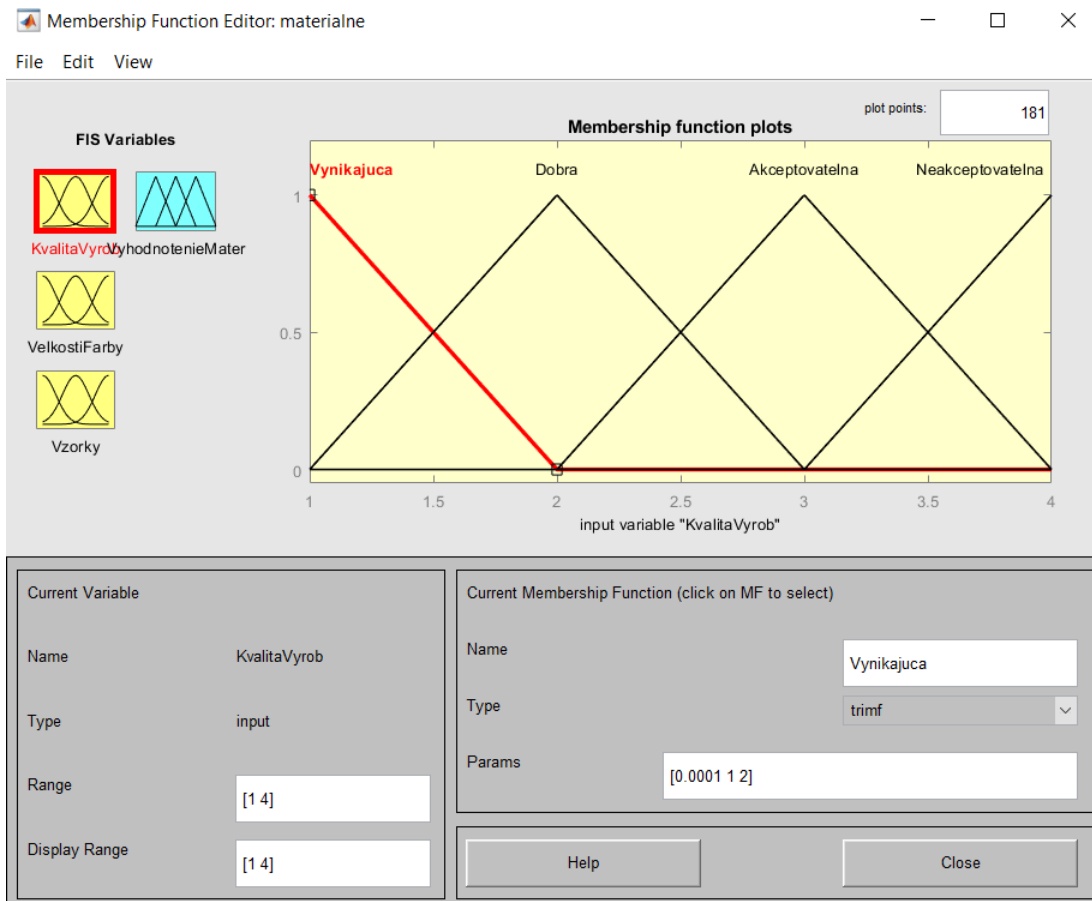 Membership Function Editor: materialne
File Edit View
plot points: 181
FIS Variables
Membership function plots
KvalitaVyrob
VyhodnotenieMater
VelkostiFarby
Vzorky
Vynikajuca Dobra Akceptovatelna Neakceptovatelna
1
0.5
0
1 1.5 2 2.5 3 3.5 4
input variable "KvalitaVyrob"
Current Variable
Name KvalitaVyrob
Type input
Range [1 4]
Display Range [1 4]
Current Membership Function (click on MF to select)
Name Vynikajuca
Type trimf
Params [0.0001 1 2]
Help Close